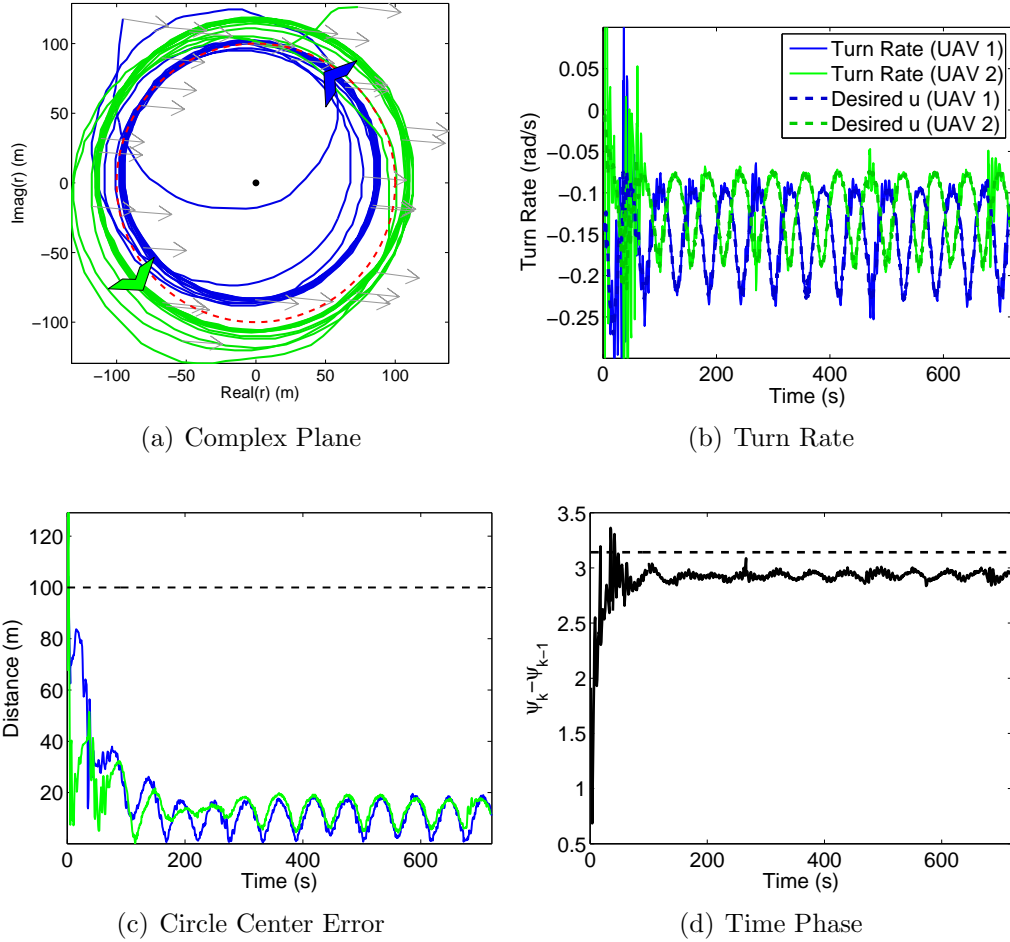 100
50
0
−50
−100
Imag(r) (m)
−100 −50 0 50 100
Real(r) (m)
(a) Complex Plane
0.05
0
−0.05
−0.1
−0.15
−0.2
−0.25
Turn Rate (rad/s)
Turn Rate (UAV 1)
Turn Rate (UAV 2)
Desired u (UAV 1)
Desired u (UAV 2)
0 200 400 600
Time (s)
(b) Turn Rate
120
100
80
60
40
20
Distance (m)
0 200 400 600
Time (s)
(c) Circle Center Error
3.5
3
2.5
2
1.5
1
0.5
ψk−ψk−1
0 200 400 600
Time (s)
(d) Time Phase